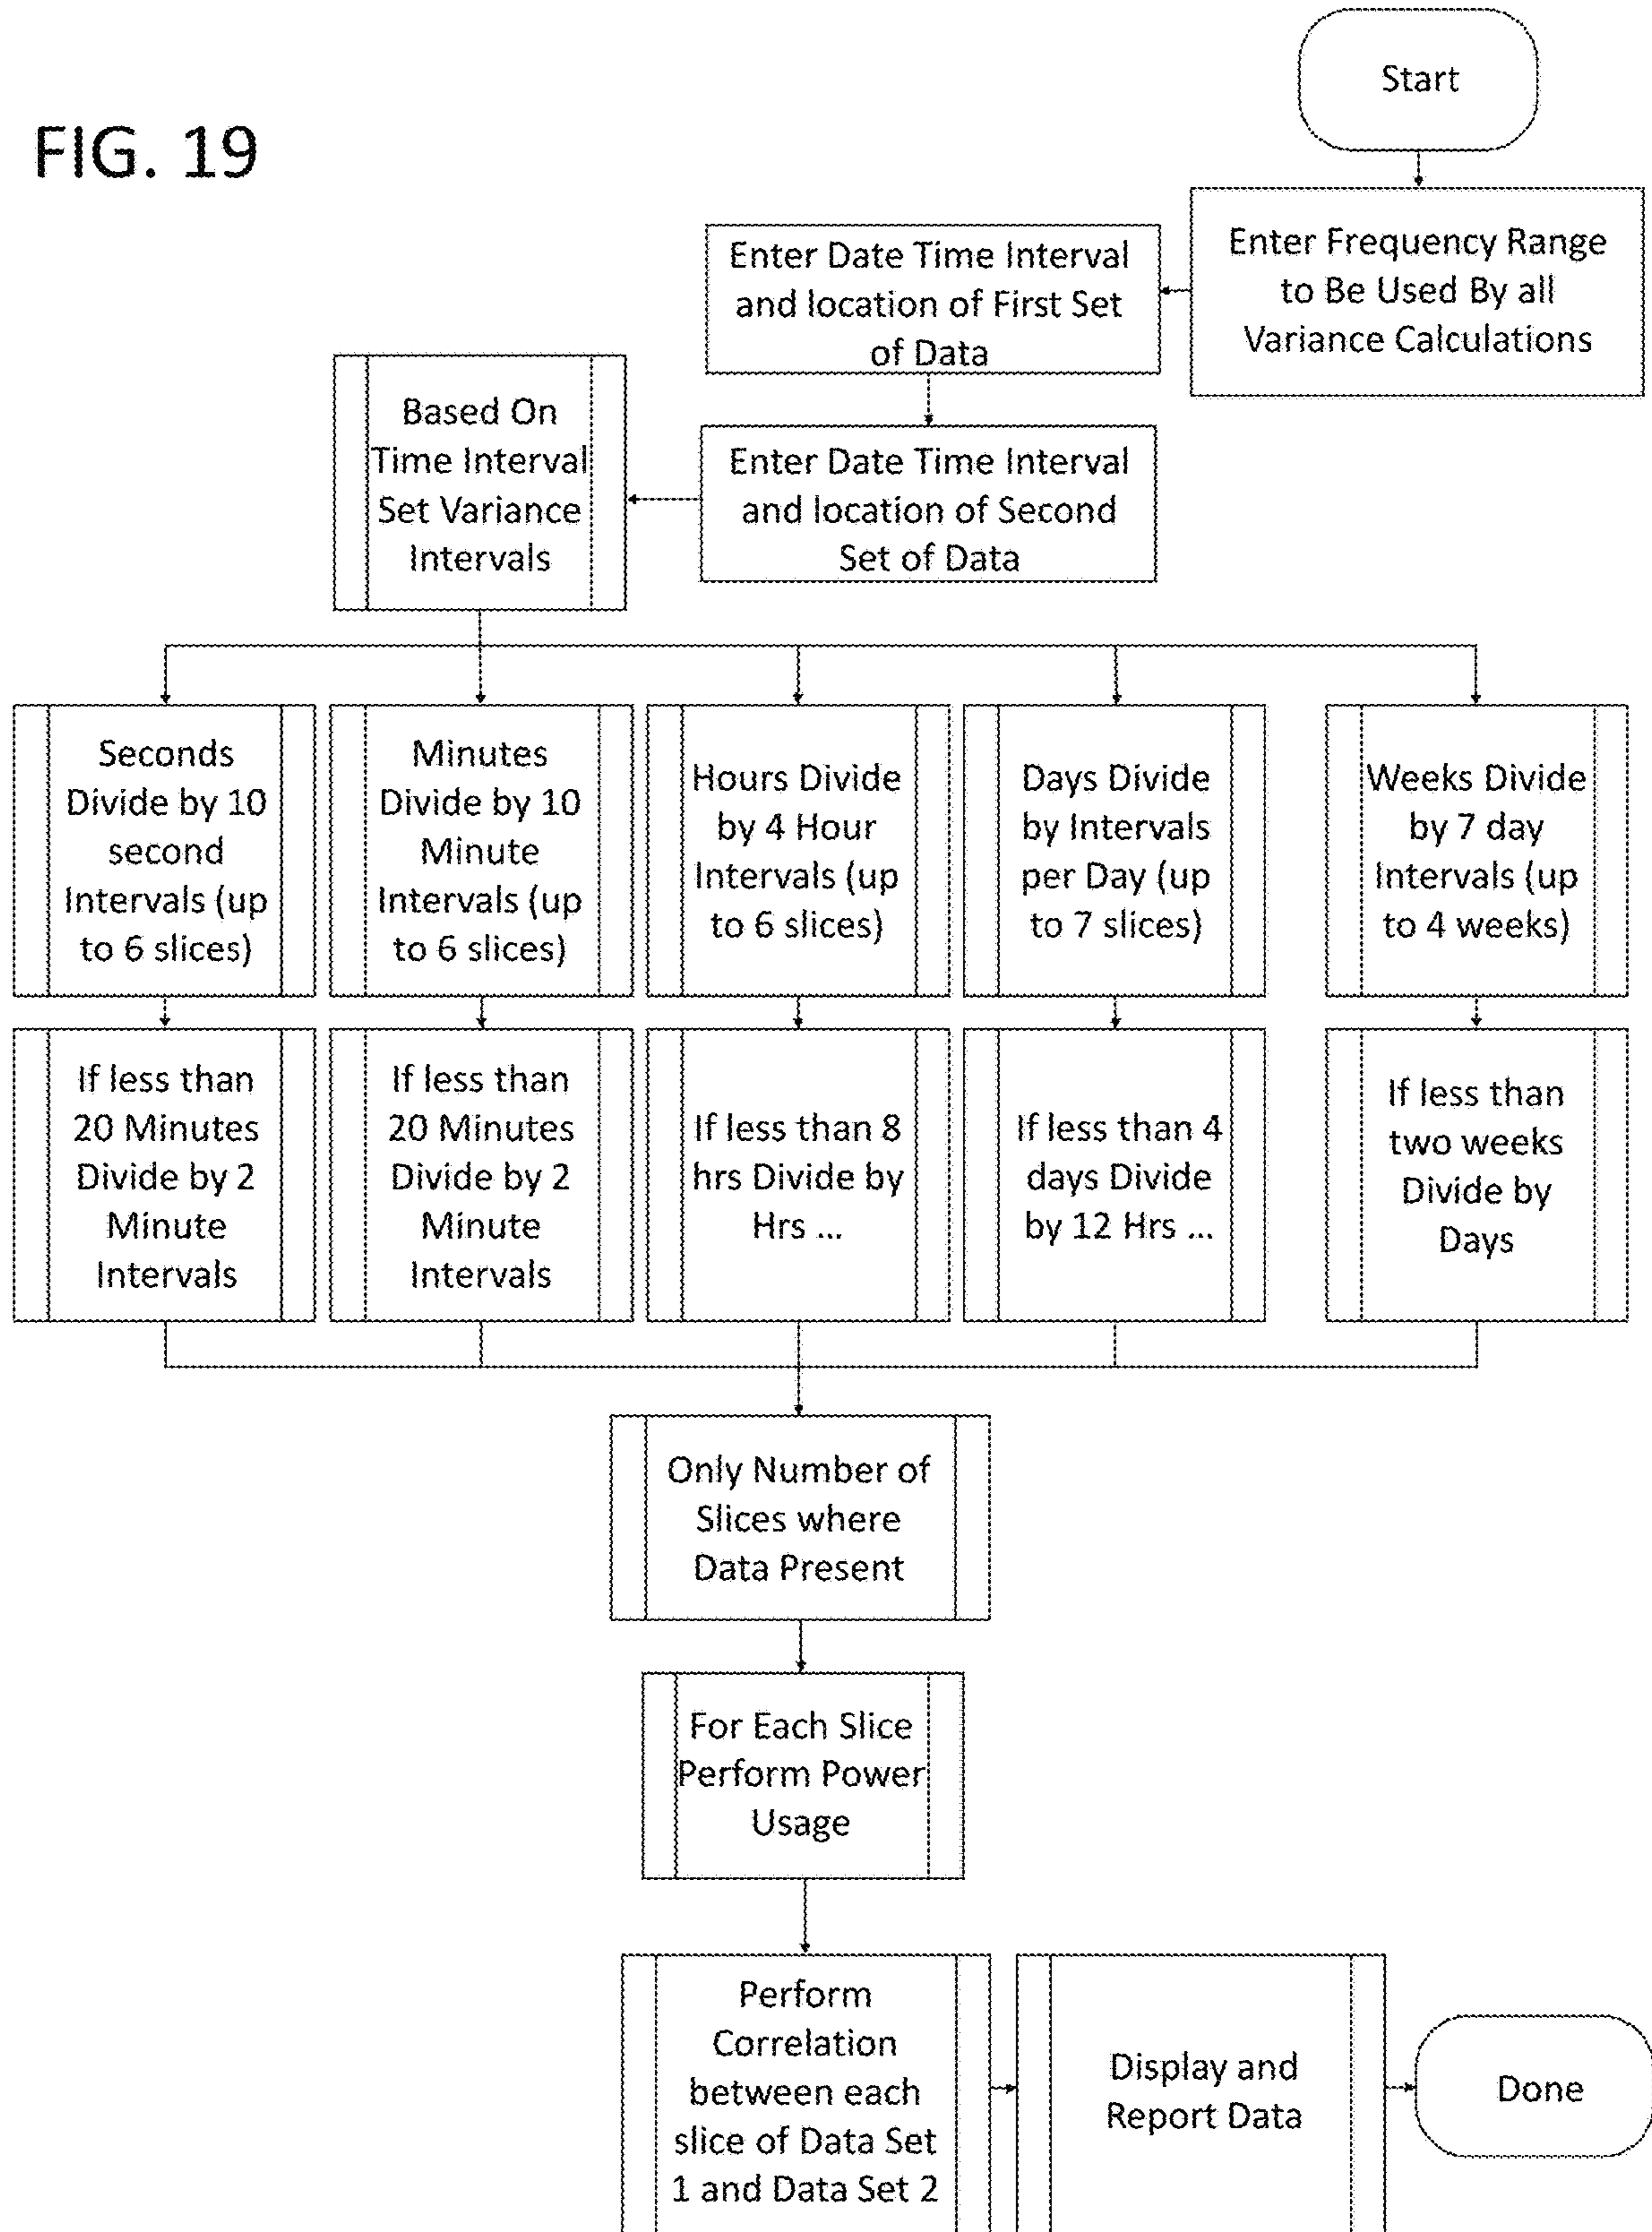 FIG. 19
Start
Enter Frequency Range
to Be Used By all
Variance Calculations
Enter Date Time Interval
and location of First Set
of Data
Enter Date Time Interval
and location of Second
Set of Data
Based On
Time Interval
Set Variance
Intervals
Seconds
Divide by 10
second
Intervals (up
to 6 slices)
Minutes
Divide by 10
Minute
Intervals (up
to 6 slices)
Hours Divide
by 4 Hour
Intervals (up
to 6 slices)
Days Divide
by Intervals
per Day (up
to 7 slices)
Weeks Divide
by 7 day
Intervals (up
to 4 weeks)
If less than
20 Minutes
Divide by 2
Minute
Intervals
If less than
20 Minutes
Divide by 2
Minute
Intervals
If less than 8
hrs Divide by
Hrs ...
If less than 4
days Divide
by 12 Hrs ...
If less than
two weeks
Divide by
Days
Only Number of
Slices where
Data Present
For Each Slice
Perform Power
Usage
Perform
Correlation
between each
slice of Data Set
1 and Data Set 2
Display and
Report Data
Done